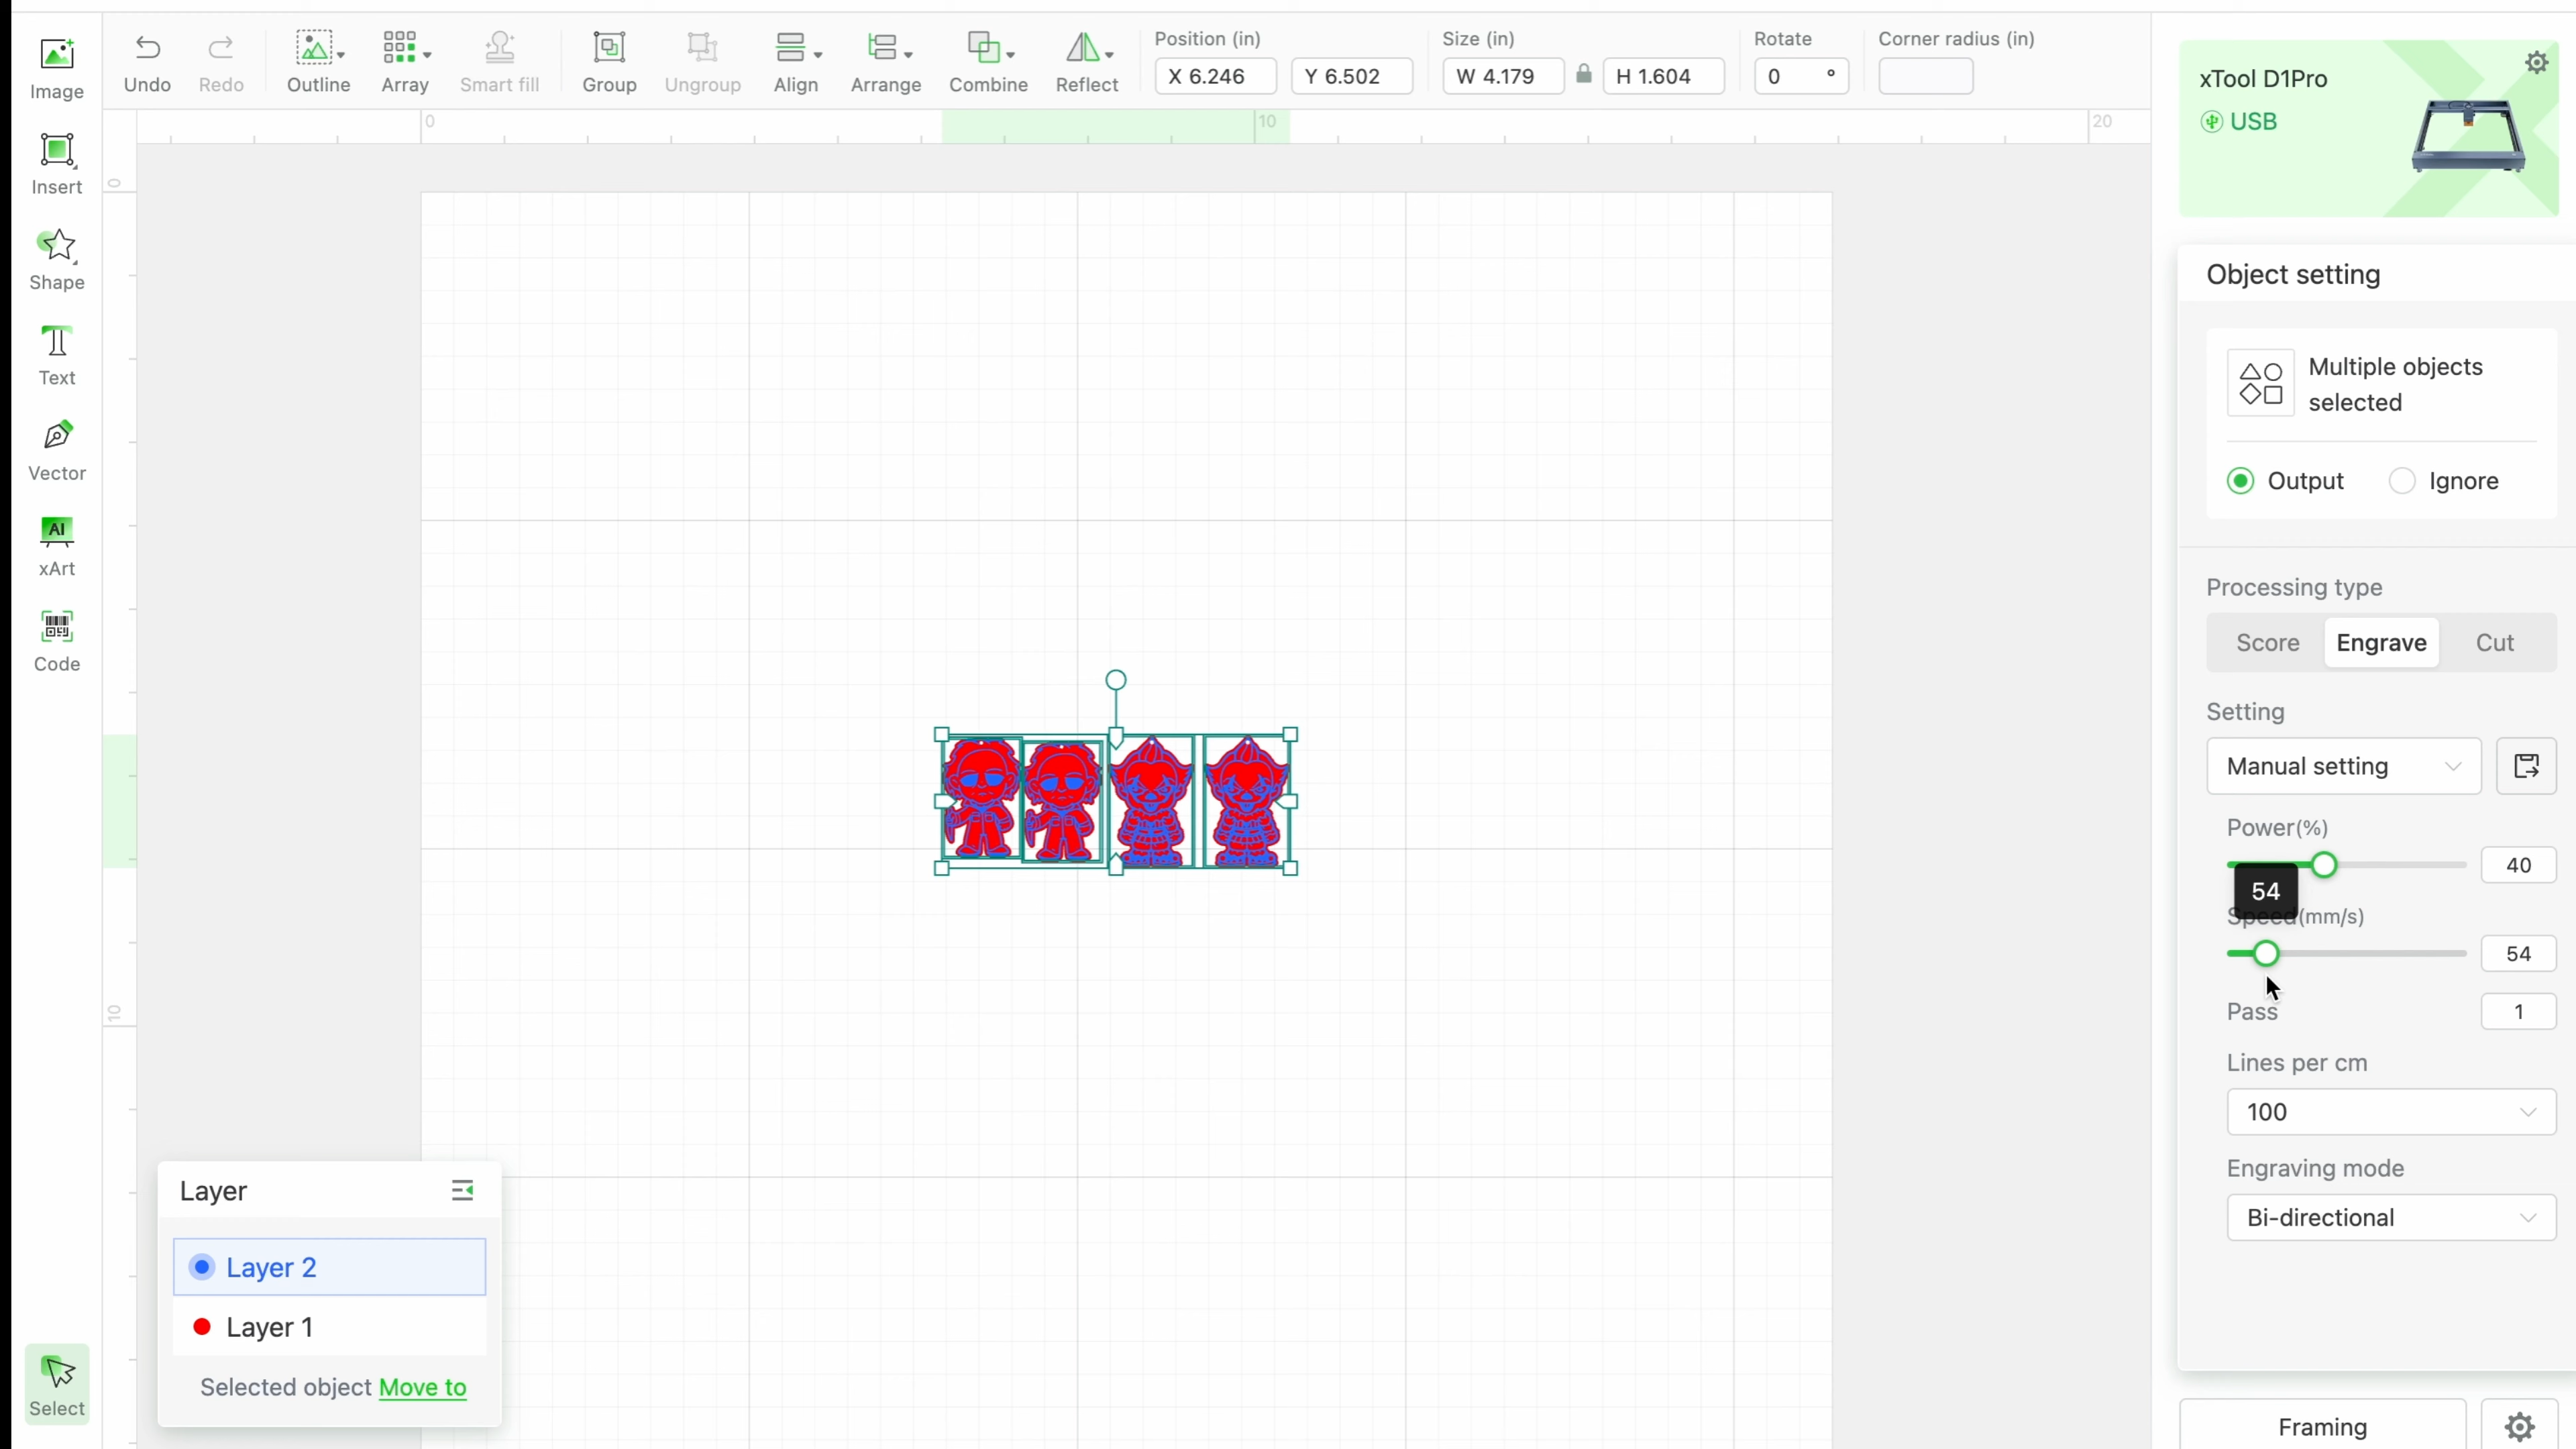 Image
Insert
Shape
Text
Vector
AI
xArt
Code
Select
Undo
Redo
Outline
Array
Smart fill
Group
Ungroup
Align
Arrange
Combine
Reflect
Position (in)
X 6.246
Y 6.502
Size (in)
W 4.179
H 1.604
Rotate
0 °
Corner radius (in)
0
10
20
0
10
Layer
Layer 2
Layer 1
Selected object Move to
xTool D1Pro
USB
Object setting
Multiple objects
selected
Output
Ignore
Processing type
Score
Engrave
Cut
Setting
Manual setting
Power(%)
40
54
Speed(mm/s)
54
Pass
1
Lines per cm
100
Engraving mode
Bi-directional
Framing